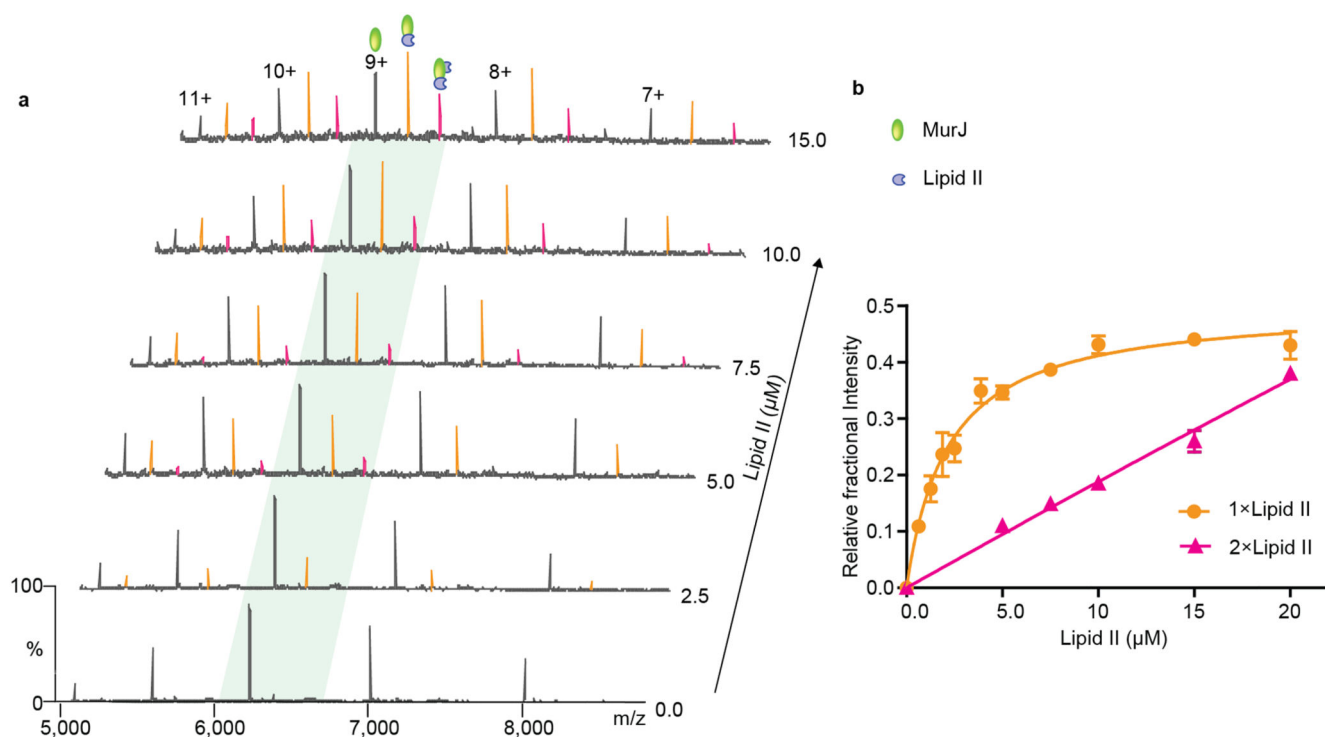 a
11+
10+
9+
8+
7+
15.0
10.0
7.5
5.0
2.5
0.0
Lipid II (µM)
100
%
0
5,000
6,000
7,000
8,000
m/z
b
MurJ
Lipid II
0.5
0.4
0.3
0.2
0.1
0.0
Relative fractional Intensity
1×Lipid II
2×Lipid II
0.0
5.0
10
15
20
Lipid II (µM)